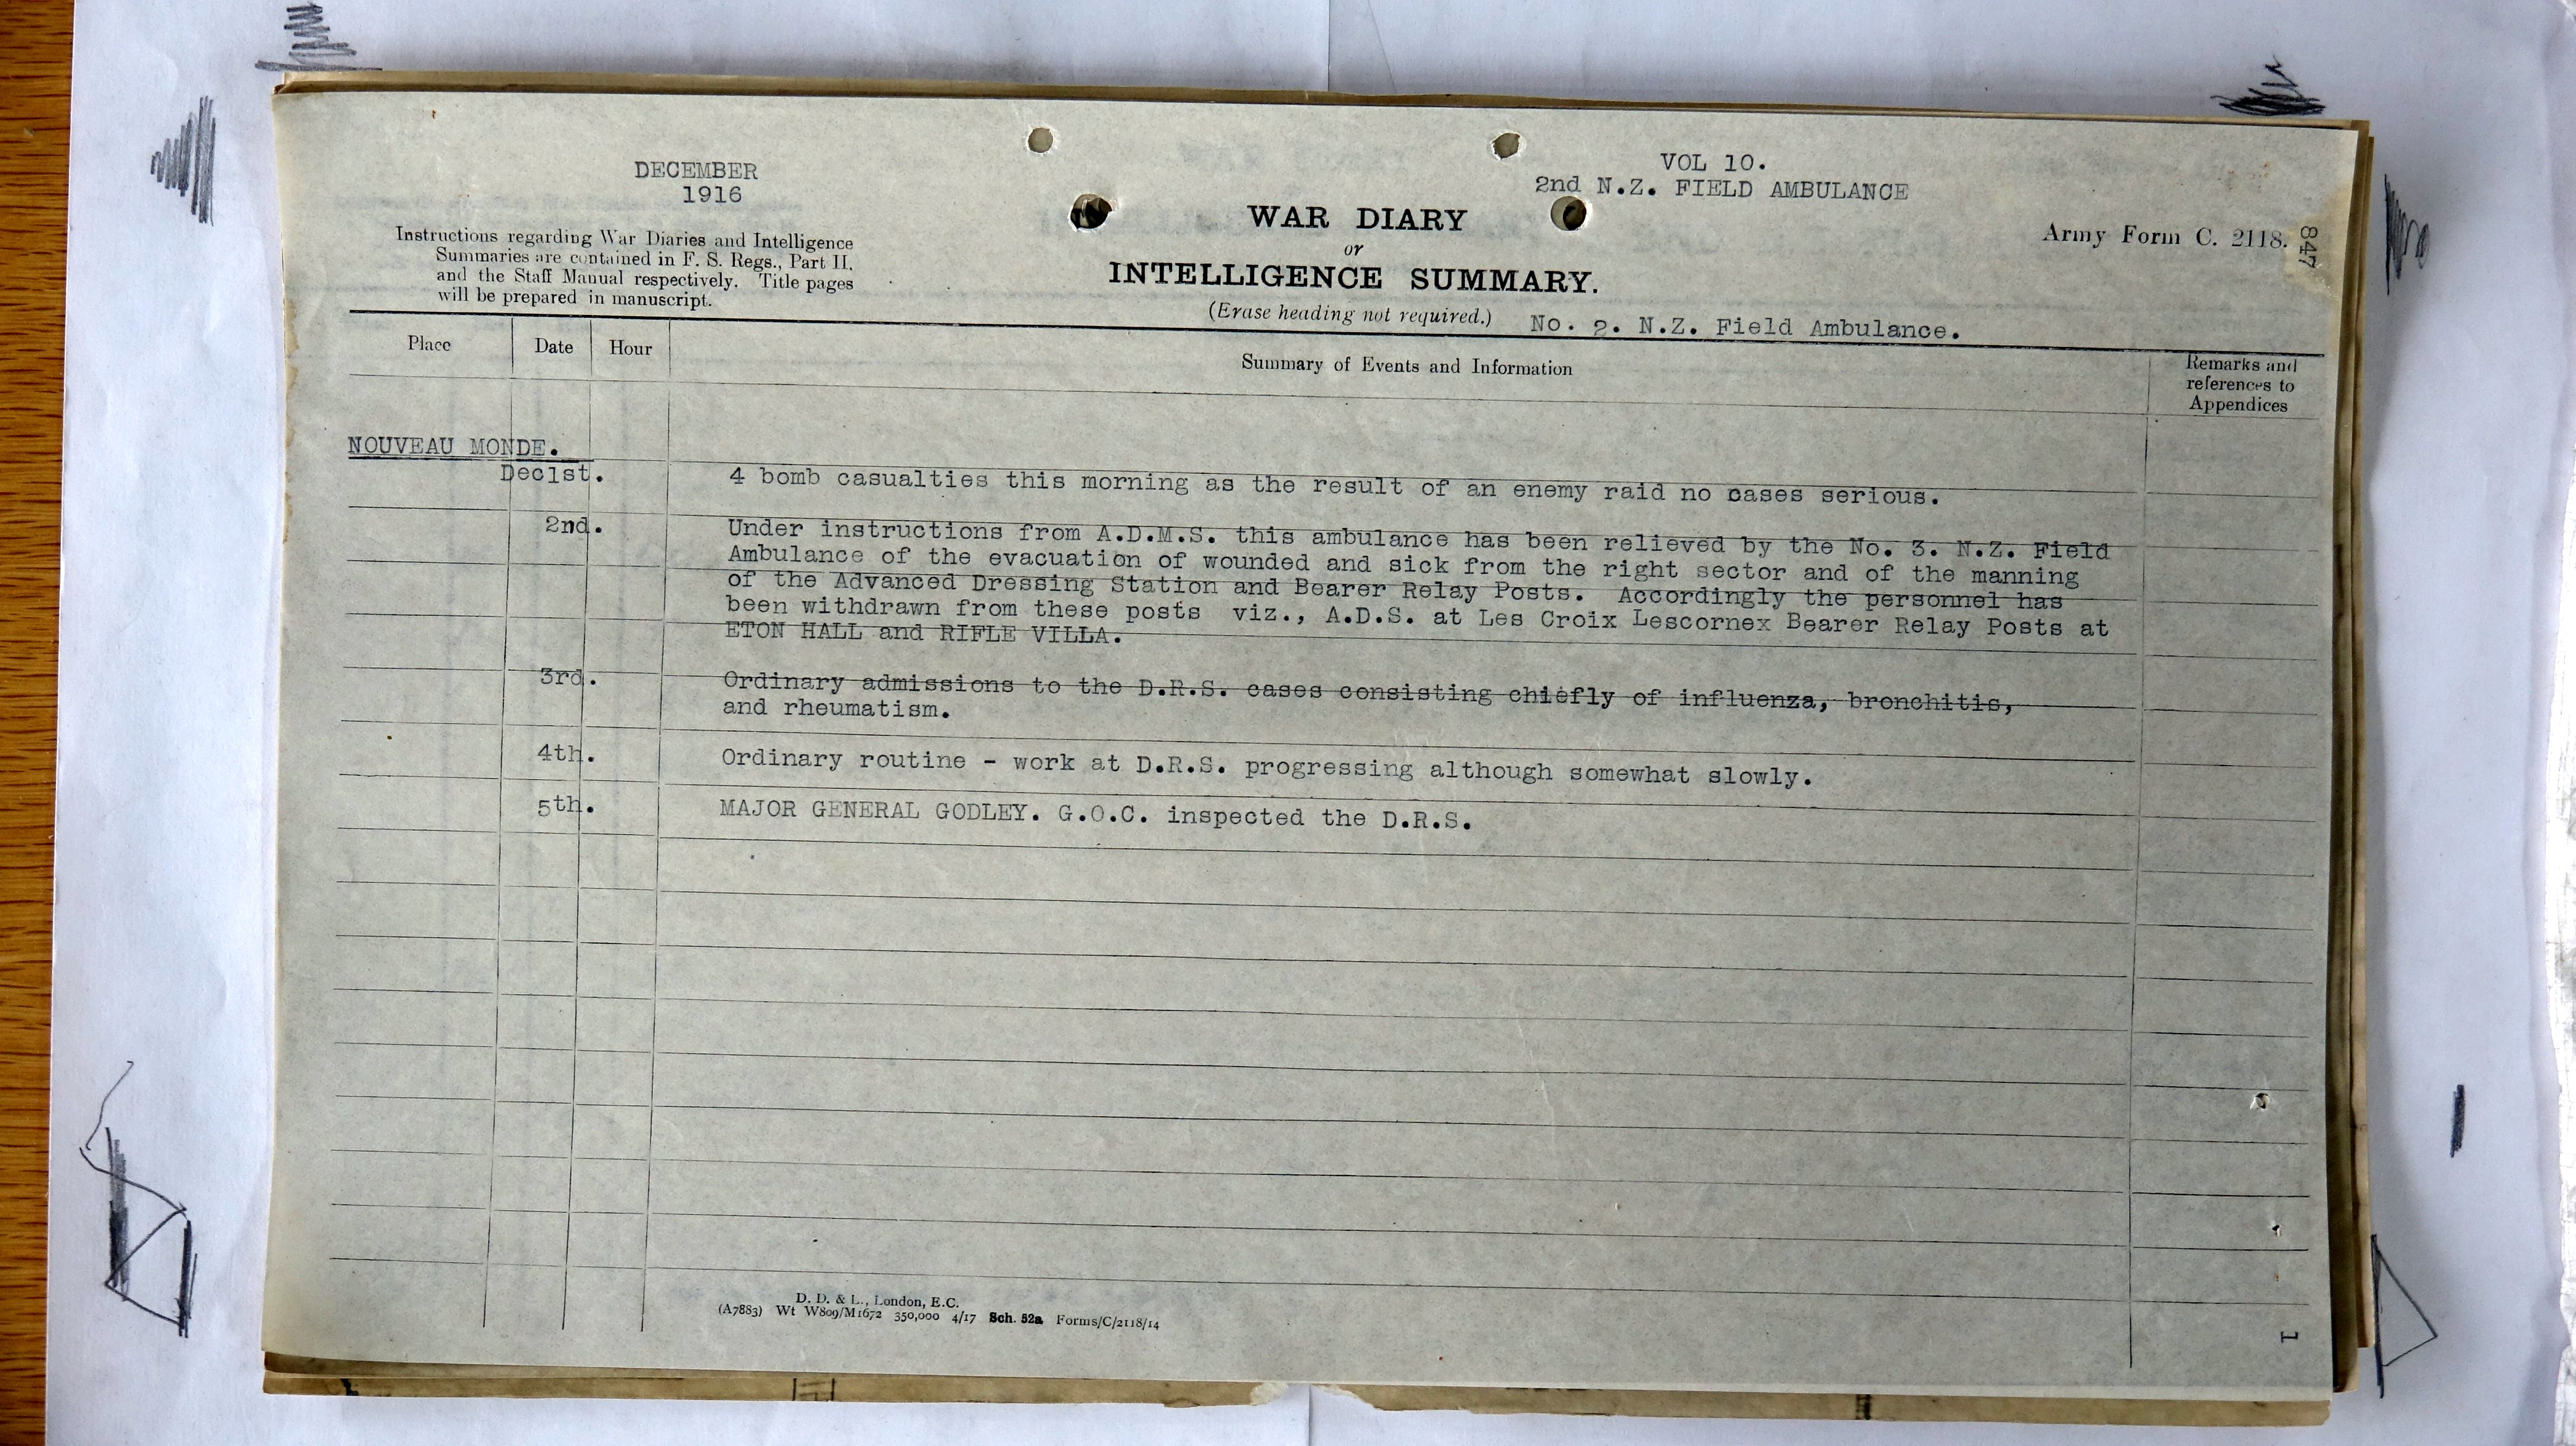 DECEMBER
1916
VOL 10.
2nd N.Z. FIELD AMBULANCE
WAR DIARY
or
INTELLIGENCE SUMMARY.
(Erase heading not required.)
No. 2. N.Z. Field Ambulance.
Army Form C. 2118.
847
Instructions regarding War Diaries and Intelligence
Summaries are contained in F. S. Regs., Part II,
and the Staff Manual respectively. Title pages
will be prepared in manuscript.
Place
Date
Hour
Summary of Events and Information
Remarks and
references to
Appendices
NOUVEAU MONDE.
Dec1st. 4 bomb casualties this morning as the result of an enemy raid no cases serious.
2nd. Under instructions from A.D.M.S. this ambulance has been relieved by the No. 3. N.Z. Field
Ambulance of the evacuation of wounded and sick from the right sector and of the manning
of the Advanced Dressing Station and Bearer Relay Posts. Accordingly the personnel has
been withdrawn from these posts viz., A.D.S. at Les Croix Lescornex Bearer Relay Posts at
ETON HALL and RIFLE VILLA.
3rd. Ordinary admissions to the D.R.S. cases consisting chiefly of influenza, bronchitis,
and rheumatism.
4th. Ordinary routine - work at D.R.S. progressing although somewhat slowly.
5th. MAJOR GENERAL GODLEY. G.O.C. inspected the D.R.S.
D. D. & L., London, E.C.
(A7883) Wt W809/M1672 350,000 4/17 Sch. 52a Forms/C/2118/14
1